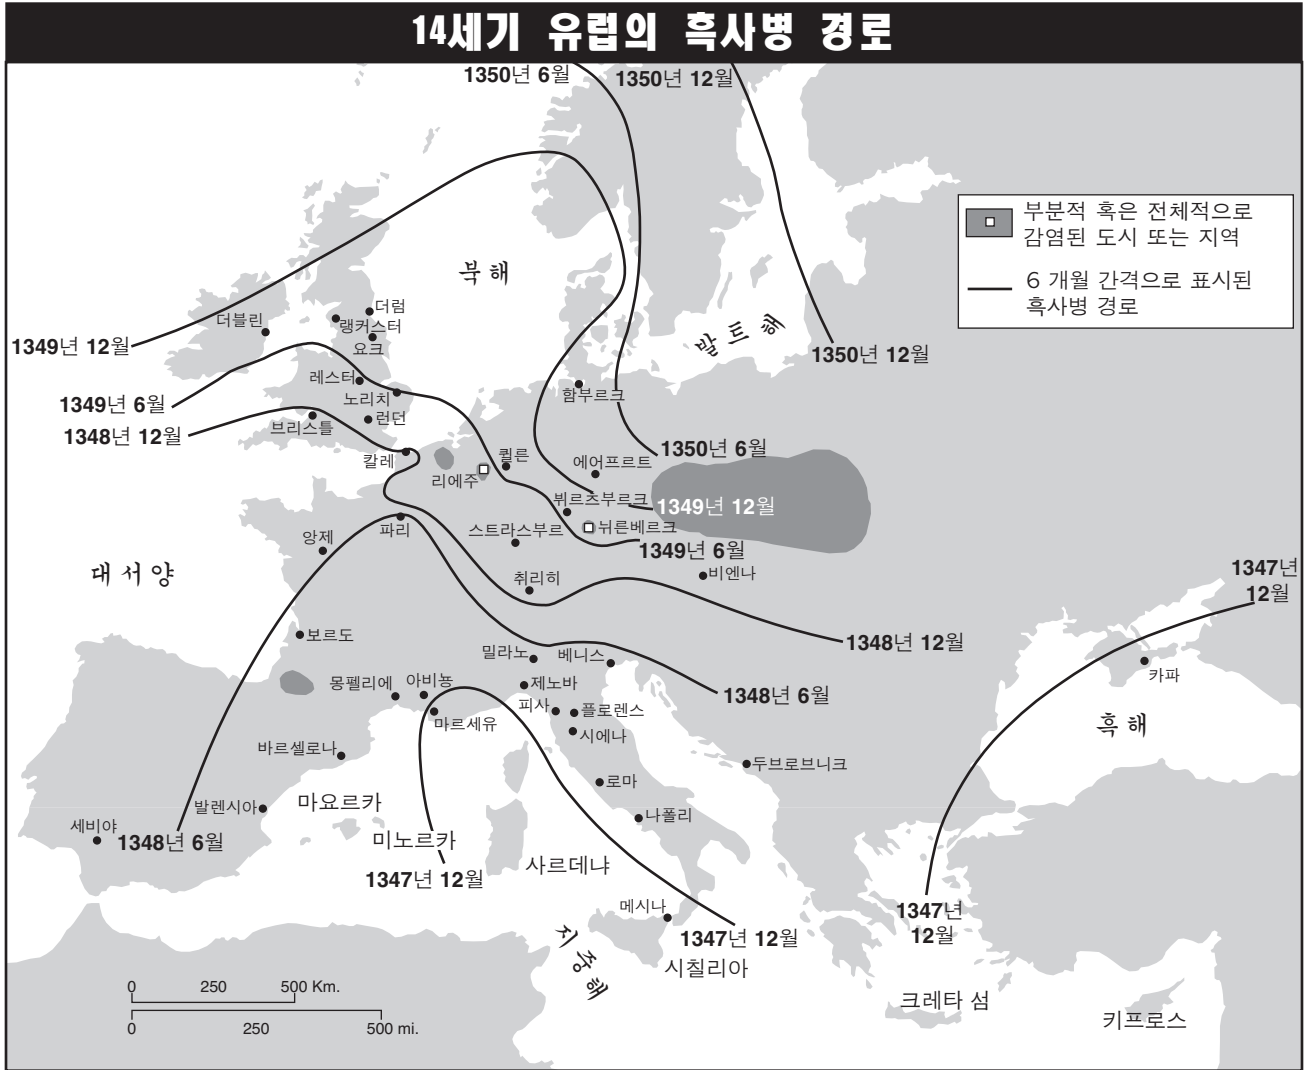 14세기 유럽의 흑사병 경로
1350년 6월
1350년 12월
부분적 혹은 전체적으로
감염된 도시 또는 지역
6 개월 간격으로 표시된
흑사병 경로
북해
발트해
더블린
더럼
랭커스터
요크
1349년 12월
1350년 12월
레스터
노리치
함부르크
1349년 6월
런던
브리스틀
1348년 12월
칼레
리에주
퀼른
에어프르트
1350년 6월
뷔르츠부르크
1349년 12월
파리
스트라스부르
뉘른베르크
앙제
1349년 6월
대서양
취리히
비엔나
1347년
12월
보르도
밀라노
베니스
1348년 12월
카파
몽펠리에
아비뇽
제노바
1348년 6월
마르세유
피사
플로렌스
시에나
흑해
바르셀로나
두브로브니크
로마
발렌시아
마요르카
나폴리
세비야
1348년 6월
미노르카
사르데냐
1347년 12월
메시나
1347년 12월
1347년
12월
시칠리아
지중해
크레타 섬
키프로스
0 250 500 Km.
0 250 500 mi.